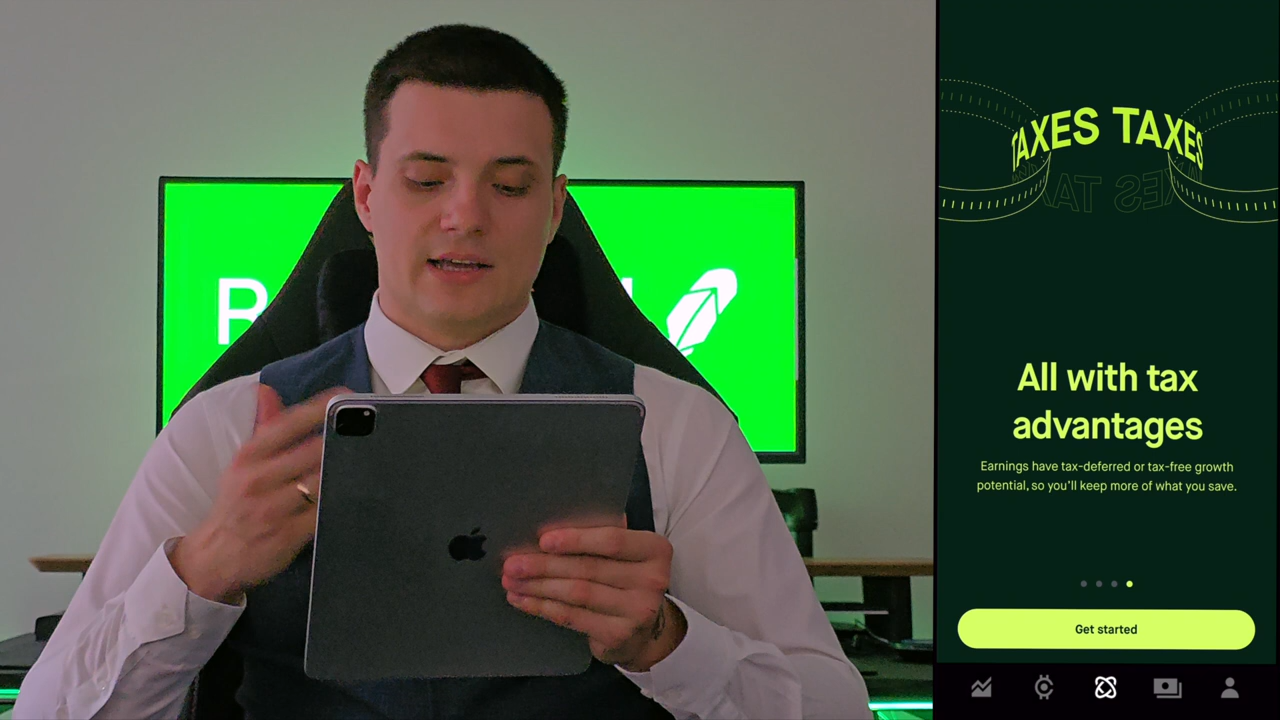 R
TAXES TAXES
All with tax
advantages
Earnings have tax-deferred or tax-free growth
potential, so you'll keep more of what you save.
Get started